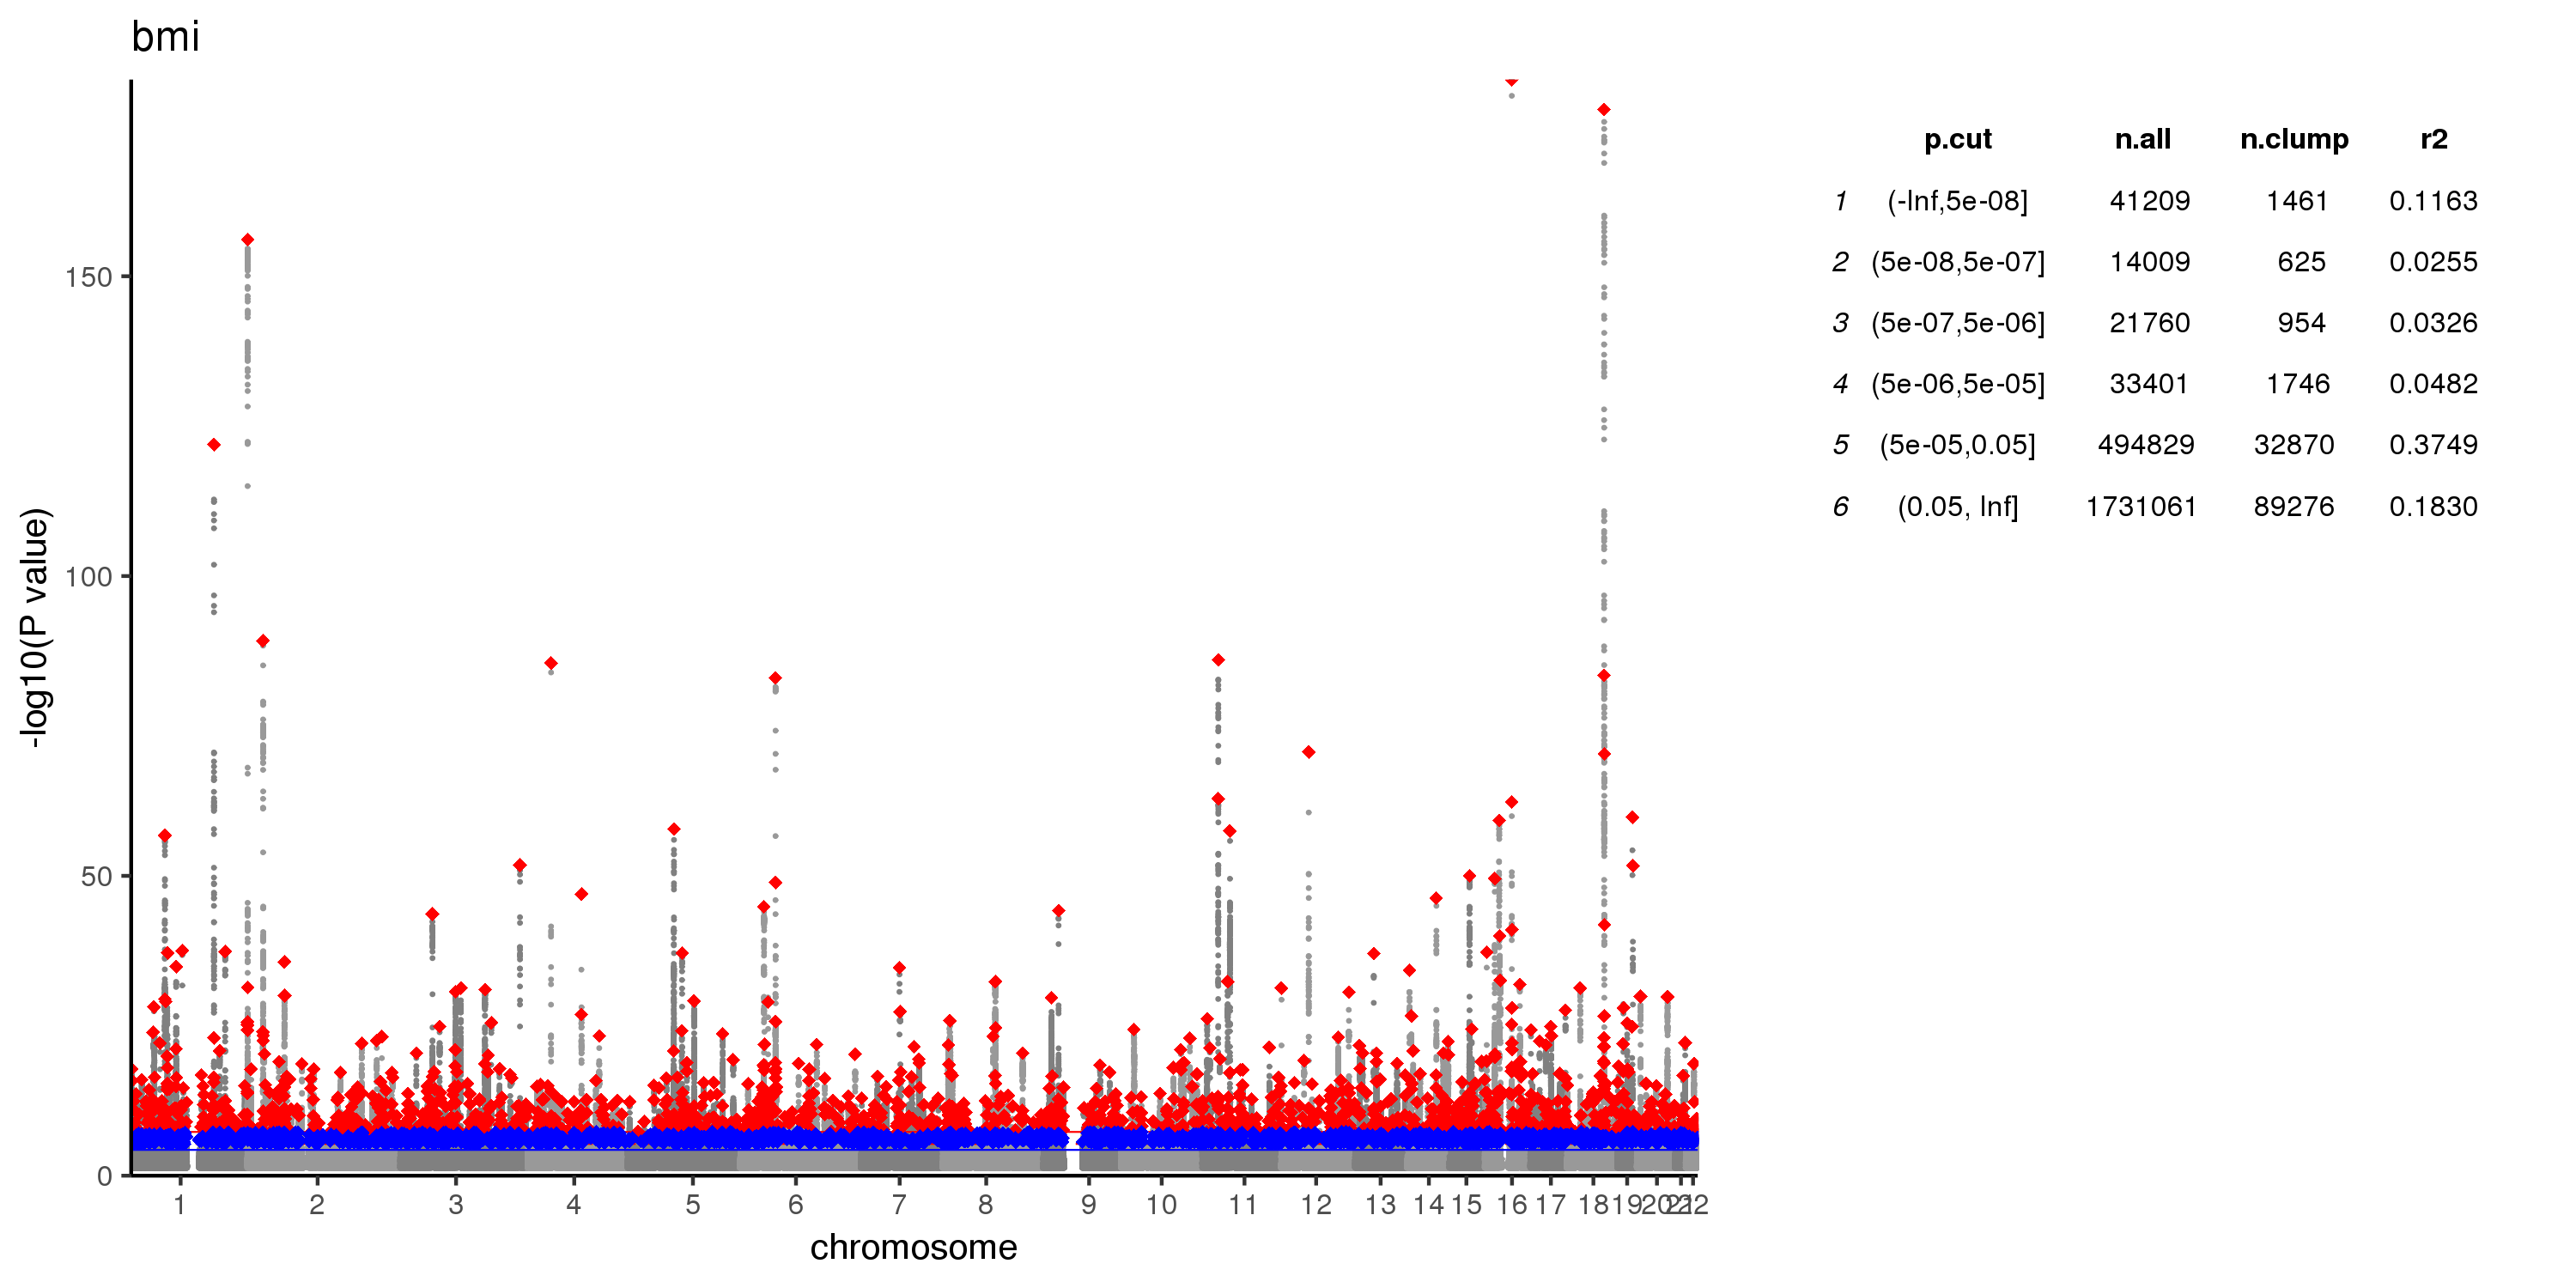 bmi
-log10(P value)
150
100
50
0
1 2 3 4 5 6 7 8 9 10 11 12 13 14 15 16 17 18 19 20 21 22
chromosome
p.cut n.all n.clump r2
1 (-Inf,5e-08] 41209 1461 0.1163
2 (5e-08,5e-07] 14009 625 0.0255
3 (5e-07,5e-06] 21760 954 0.0326
4 (5e-06,5e-05] 33401 1746 0.0482
5 (5e-05,0.05] 494829 32870 0.3749
6 (0.05, Inf] 1731061 89276 0.1830